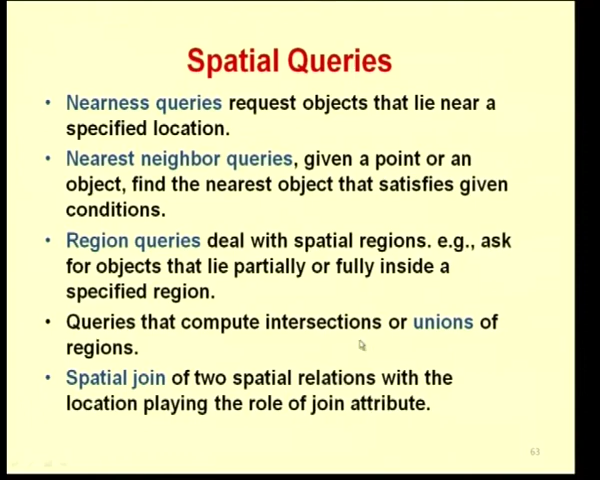 Spatial Queries
• Nearness queries request objects that lie near a
specified location.
• Nearest neighbor queries, given a point or an
object, find the nearest object that satisfies given
conditions.
• Region queries deal with spatial regions. e.g., ask
for objects that lie partially or fully inside a
specified region.
• Queries that compute intersections or unions of
regions.
• Spatial join of two spatial relations with the
location playing the role of join attribute.
63